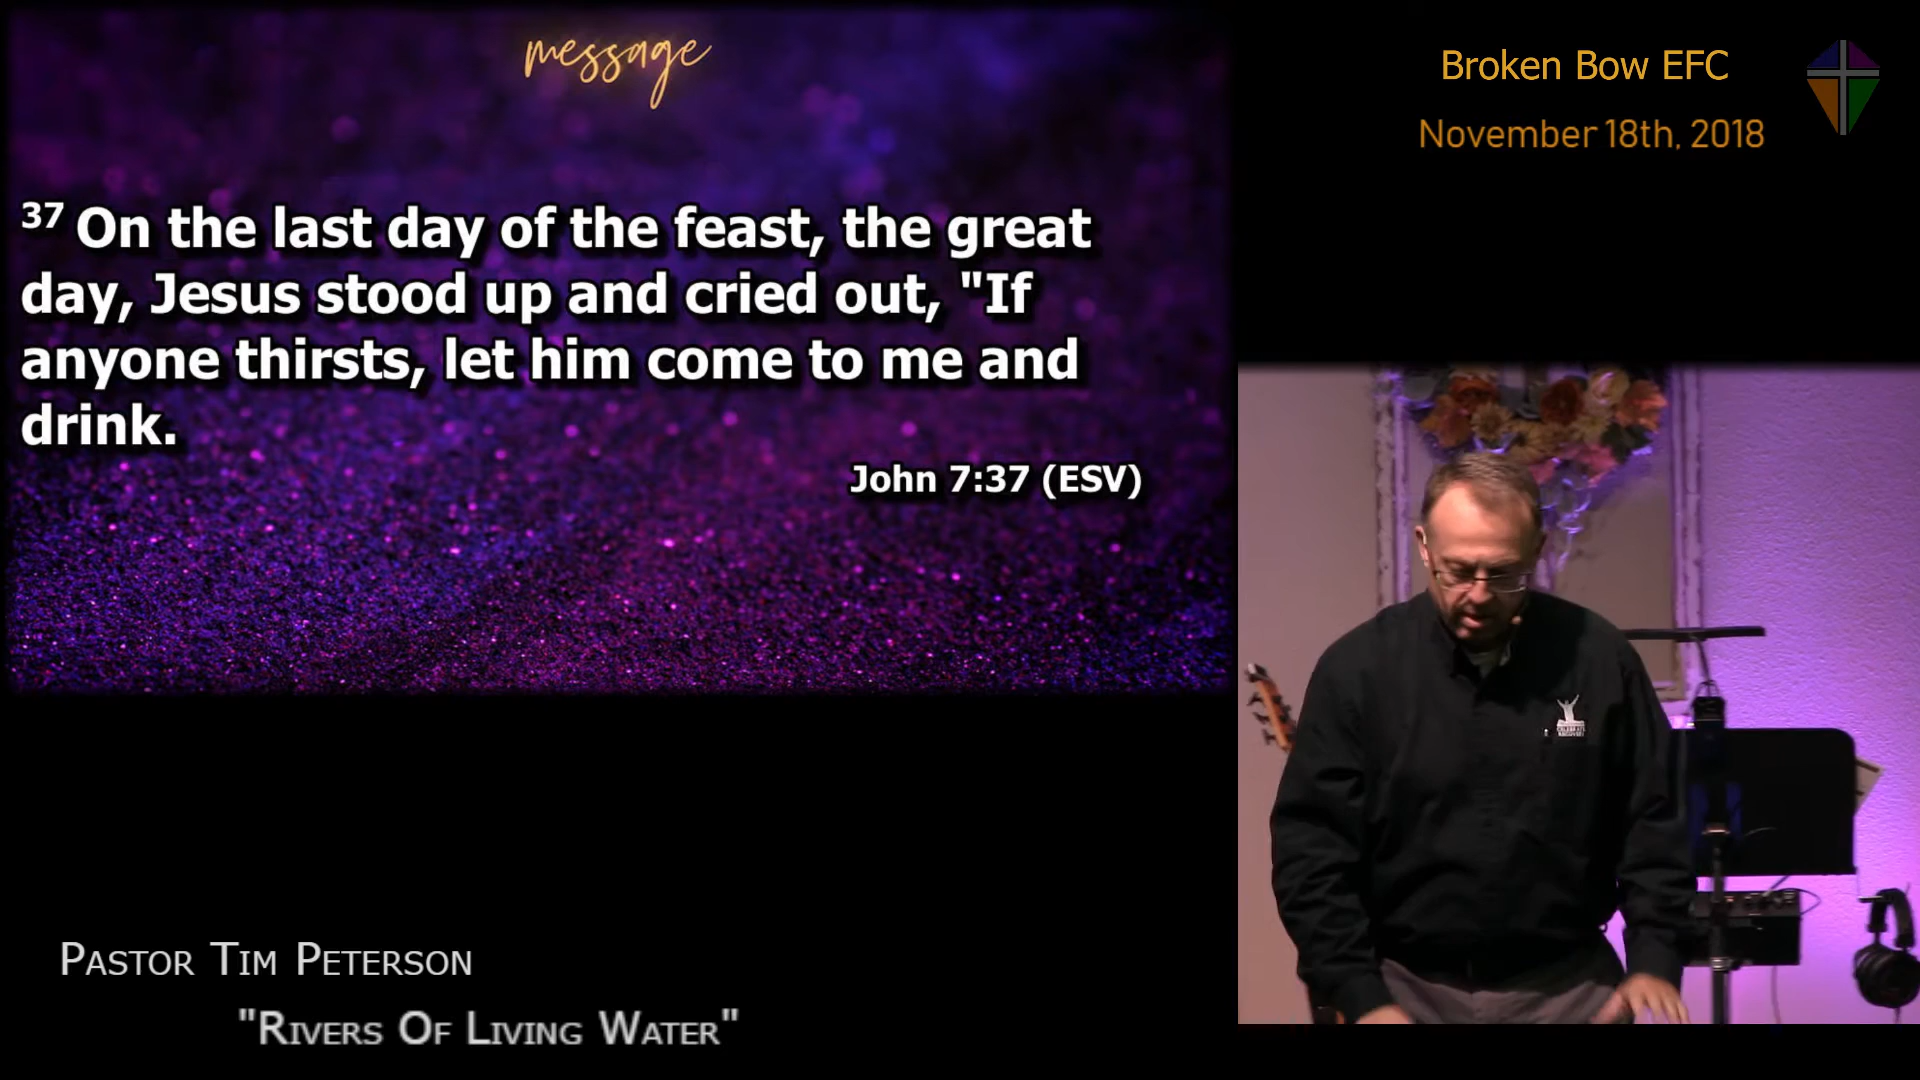 message
37 On the last day of the feast, the great
day, Jesus stood up and cried out, "If
anyone thirsts, let him come to me and
drink.
John 7:37 (ESV)
Broken Bow EFC
November 18th, 2018
CELEBRATE
RECOVERY
PASTOR TIM PETERSON
"RIVERS OF LIVING WATER"